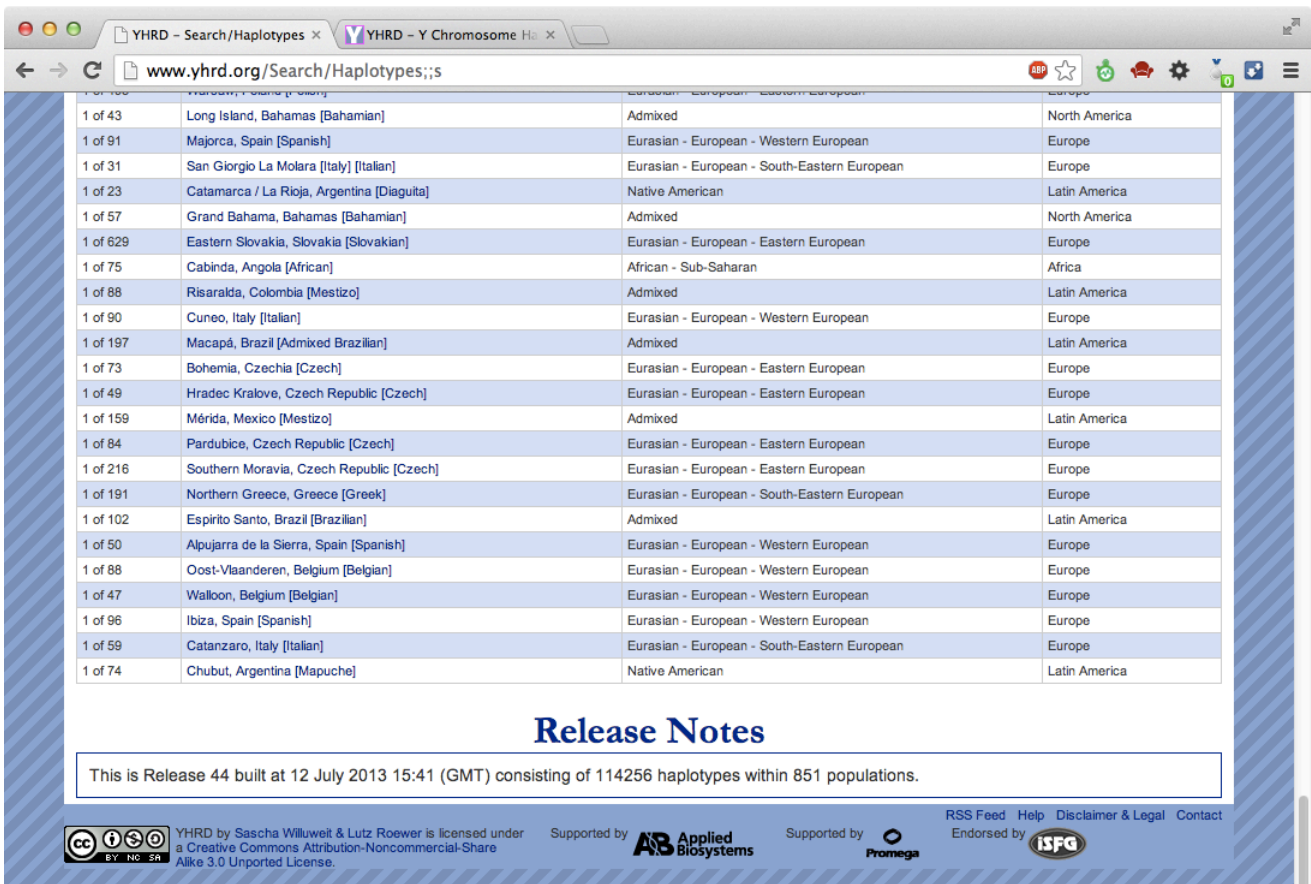 YHRD – Search/Haplotypes ×
YHRD – Y Chromosome Ha ×
www.yhrd.org/Search/Haplotypes;;s
ABP
0
Warsaw, Poland [Polish] Eurasian - European - Eastern European Europe
1 of 43 Long Island, Bahamas [Bahamian] Admixed North America
1 of 91 Majorca, Spain [Spanish] Eurasian - European - Western European Europe
1 of 31 San Giorgio La Molara [Italy] [Italian] Eurasian - European - South-Eastern European Europe
1 of 23 Catamarca / La Rioja, Argentina [Diaguita] Native American Latin America
1 of 57 Grand Bahama, Bahamas [Bahamian] Admixed North America
1 of 629 Eastern Slovakia, Slovakia [Slovakian] Eurasian - European - Eastern European Europe
1 of 75 Cabinda, Angola [African] African - Sub-Saharan Africa
1 of 88 Risaralda, Colombia [Mestizo] Admixed Latin America
1 of 90 Cuneo, Italy [Italian] Eurasian - European - Western European Europe
1 of 197 Macapá, Brazil [Admixed Brazilian] Admixed Latin America
1 of 73 Bohemia, Czechia [Czech] Eurasian - European - Eastern European Europe
1 of 49 Hradec Kralove, Czech Republic [Czech] Eurasian - European - Eastern European Europe
1 of 159 Mérida, Mexico [Mestizo] Admixed Latin America
1 of 84 Pardubice, Czech Republic [Czech] Eurasian - European - Eastern European Europe
1 of 216 Southern Moravia, Czech Republic [Czech] Eurasian - European - Eastern European Europe
1 of 191 Northern Greece, Greece [Greek] Eurasian - European - South-Eastern European Europe
1 of 102 Espirito Santo, Brazil [Brazilian] Admixed Latin America
1 of 50 Alpujarra de la Sierra, Spain [Spanish] Eurasian - European - Western European Europe
1 of 88 Oost-Vlaanderen, Belgium [Belgian] Eurasian - European - Western European Europe
1 of 47 Walloon, Belgium [Belgian] Eurasian - European - Western European Europe
1 of 96 Ibiza, Spain [Spanish] Eurasian - European - Western European Europe
1 of 59 Catanzaro, Italy [Italian] Eurasian - European - South-Eastern European Europe
1 of 74 Chubut, Argentina [Mapuche] Native American Latin America
Release Notes
This is Release 44 built at 12 July 2013 15:41 (GMT) consisting of 114256 haplotypes within 851 populations.
RSS Feed Help Disclaimer & Legal Contact
cc BY NC SA
YHRD by Sascha Willuweit & Lutz Roewer is licensed under
a Creative Commons Attribution-Noncommercial-Share
Alike 3.0 Unported License.
Supported by AB Applied Biosystems
Supported by Promega
Endorsed by iSFG